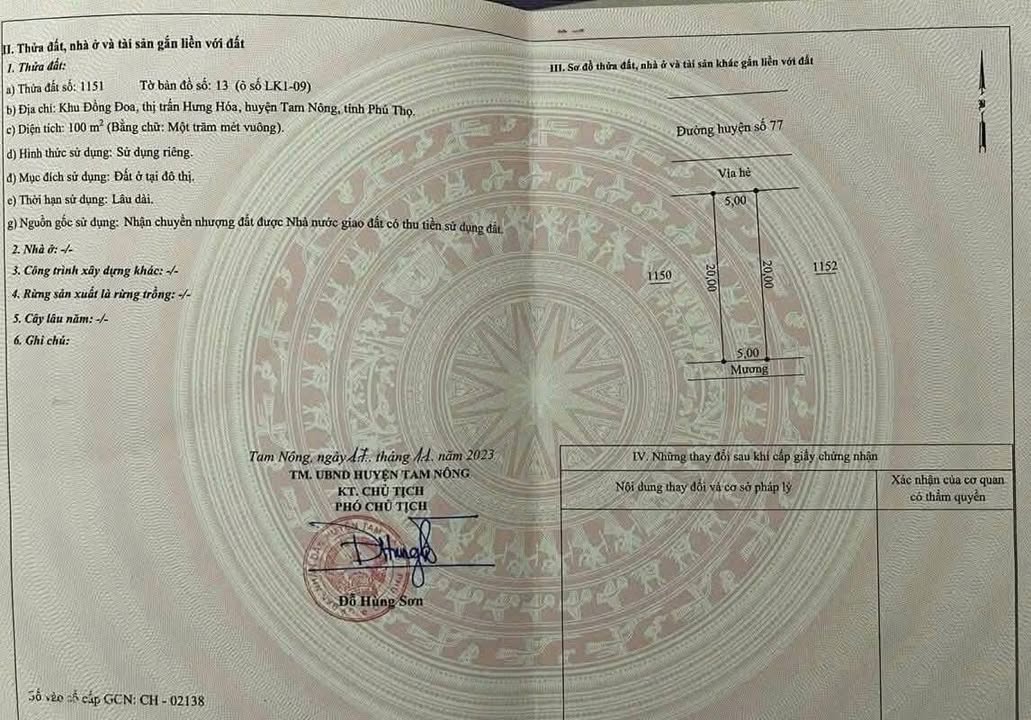 II. Thửa đất, nhà ở và tài sản gắn liền với đất
1. Thửa đất:
a) Thửa đất số: 1151 Tờ bản đồ số: 13 (ô số LK1-09)
b) Địa chỉ: Khu Đồng Đoa, thị trấn Hưng Hóa, huyện Tam Nông, tỉnh Phú Thọ.
c) Diện tích: 100 m² (Bằng chữ: Một trăm mét vuông).
d) Hình thức sử dụng: Sử dụng riêng.
đ) Mục đích sử dụng: Đất ở tại đô thị.
e) Thời hạn sử dụng: Lâu dài.
g) Nguồn gốc sử dụng: Nhận chuyển nhượng đất được Nhà nước giao đất có thu tiền sử dụng đất.
2. Nhà ở: -/-
3. Công trình xây dựng khác: -/-
4. Rừng sản xuất là rừng trồng: -/-
5. Cây lâu năm: -/-
6. Ghi chú:
Tam Nông, ngày 17 tháng 11 năm 2023
TM. UBND HUYỆN TAM NÔNG
KT. CHỦ TỊCH
PHÓ CHỦ TỊCH
Đỗ Hùng Sơn
Số vào sổ cấp GCN: CH - 02138
III. Sơ đồ thửa đất, nhà ở và tài sản khác gắn liền với đất
Đường huyện số 77
Vỉa hè
5,00
1150
20,00
20,00
1152
5,00
Mương
IV. Những thay đổi sau khi cấp giấy chứng nhận
Nội dung thay đổi và cơ sở pháp lý
Xác nhận của cơ quan
có thẩm quyền